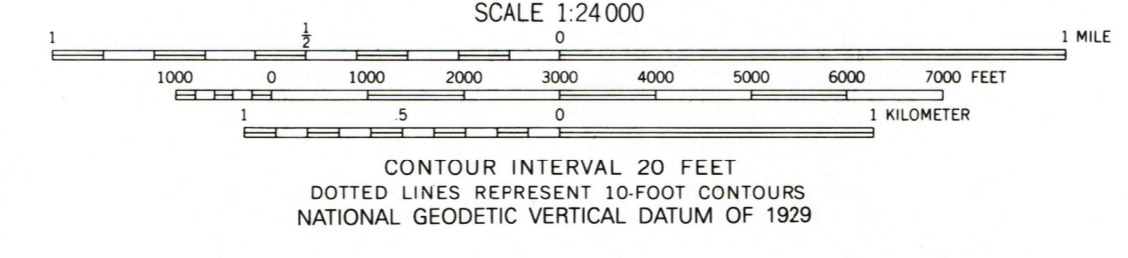 SCALE 1:24 000
1 1/2 0 1 MILE
1000 0 1000 2000 3000 4000 5000 6000 7000 FEET
1 .5 0 1 KILOMETER
CONTOUR INTERVAL 20 FEET
DOTTED LINES REPRESENT 10-FOOT CONTOURS
NATIONAL GEODETIC VERTICAL DATUM OF 1929